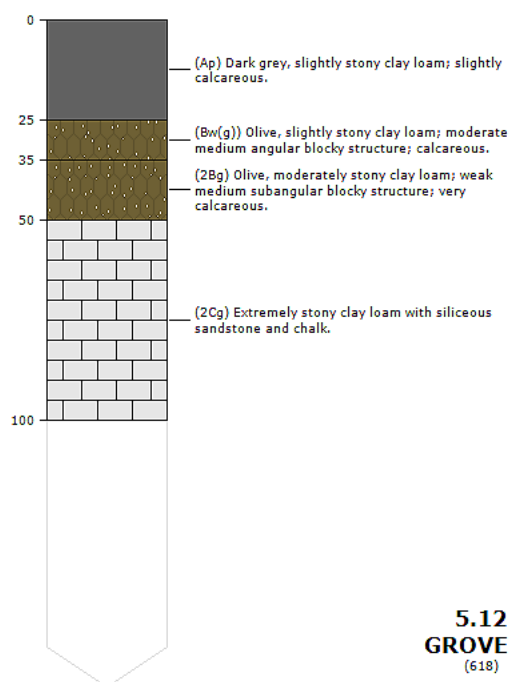 0
(Ap) Dark grey, slightly stony clay loam; slightly
calcareous.
25
(Bw(g)) Olive, slightly stony clay loam; moderate
medium angular blocky structure; calcareous.
35
(2Bg) Olive, moderately stony clay loam; weak
medium subangular blocky structure; very
calcareous.
50
(2Cg) Extremely stony clay loam with siliceous
sandstone and chalk.
100
5.12
GROVE
(618)